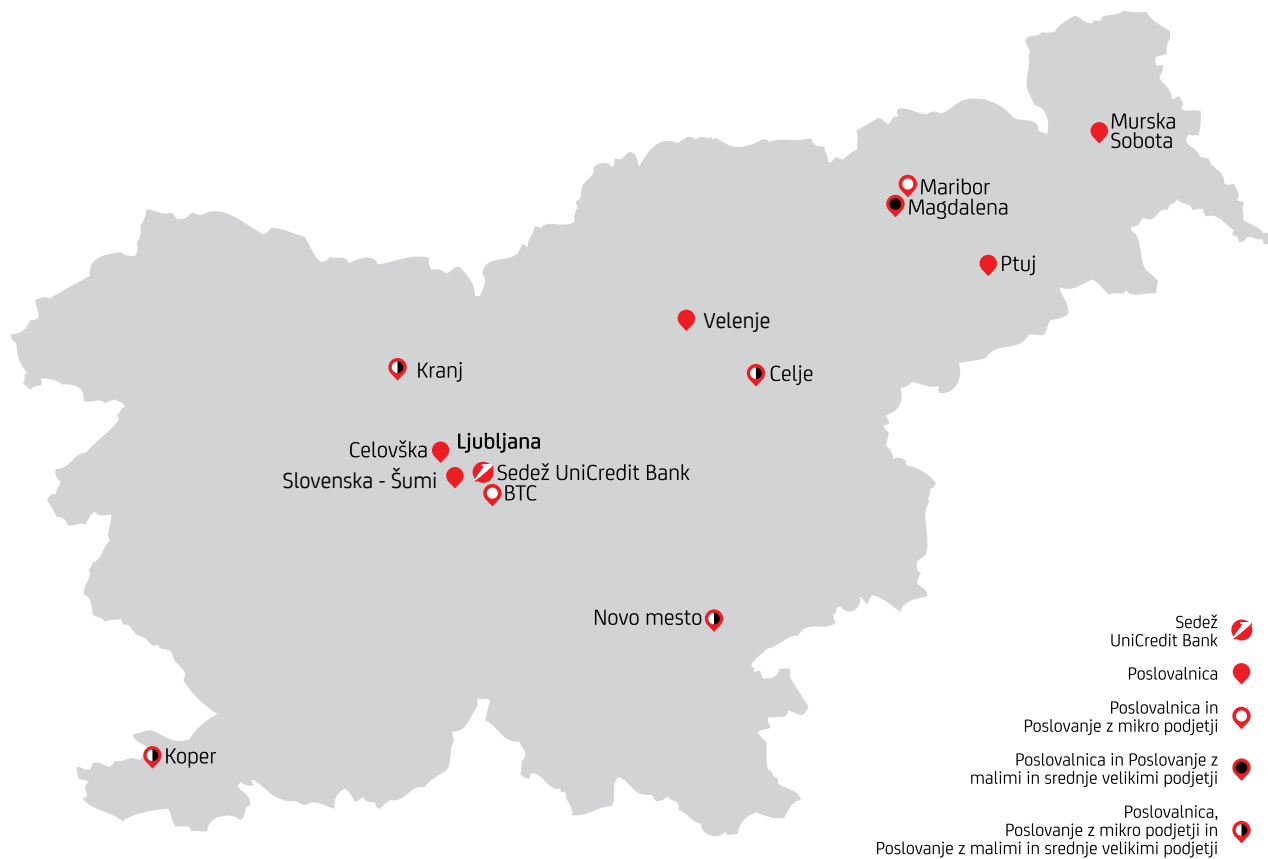 Murska
Sobota
Maribor
Magdalena
Ptuj
Velenje
Kranj
Celje
Ljubljana
Celovška
Sedež UniCredit Bank
Slovenska - Šumi
BTC
Novo mesto
Koper
Sedež
UniCredit Bank
Poslovalnica
Poslovalnica in
Poslovanje z mikro podjetji
Poslovalnica in Poslovanje z
malimi in srednje velikimi podjetji
Poslovalnica,
Poslovanje z mikro podjetji in
Poslovanje z malimi in srednje velikimi podjetji